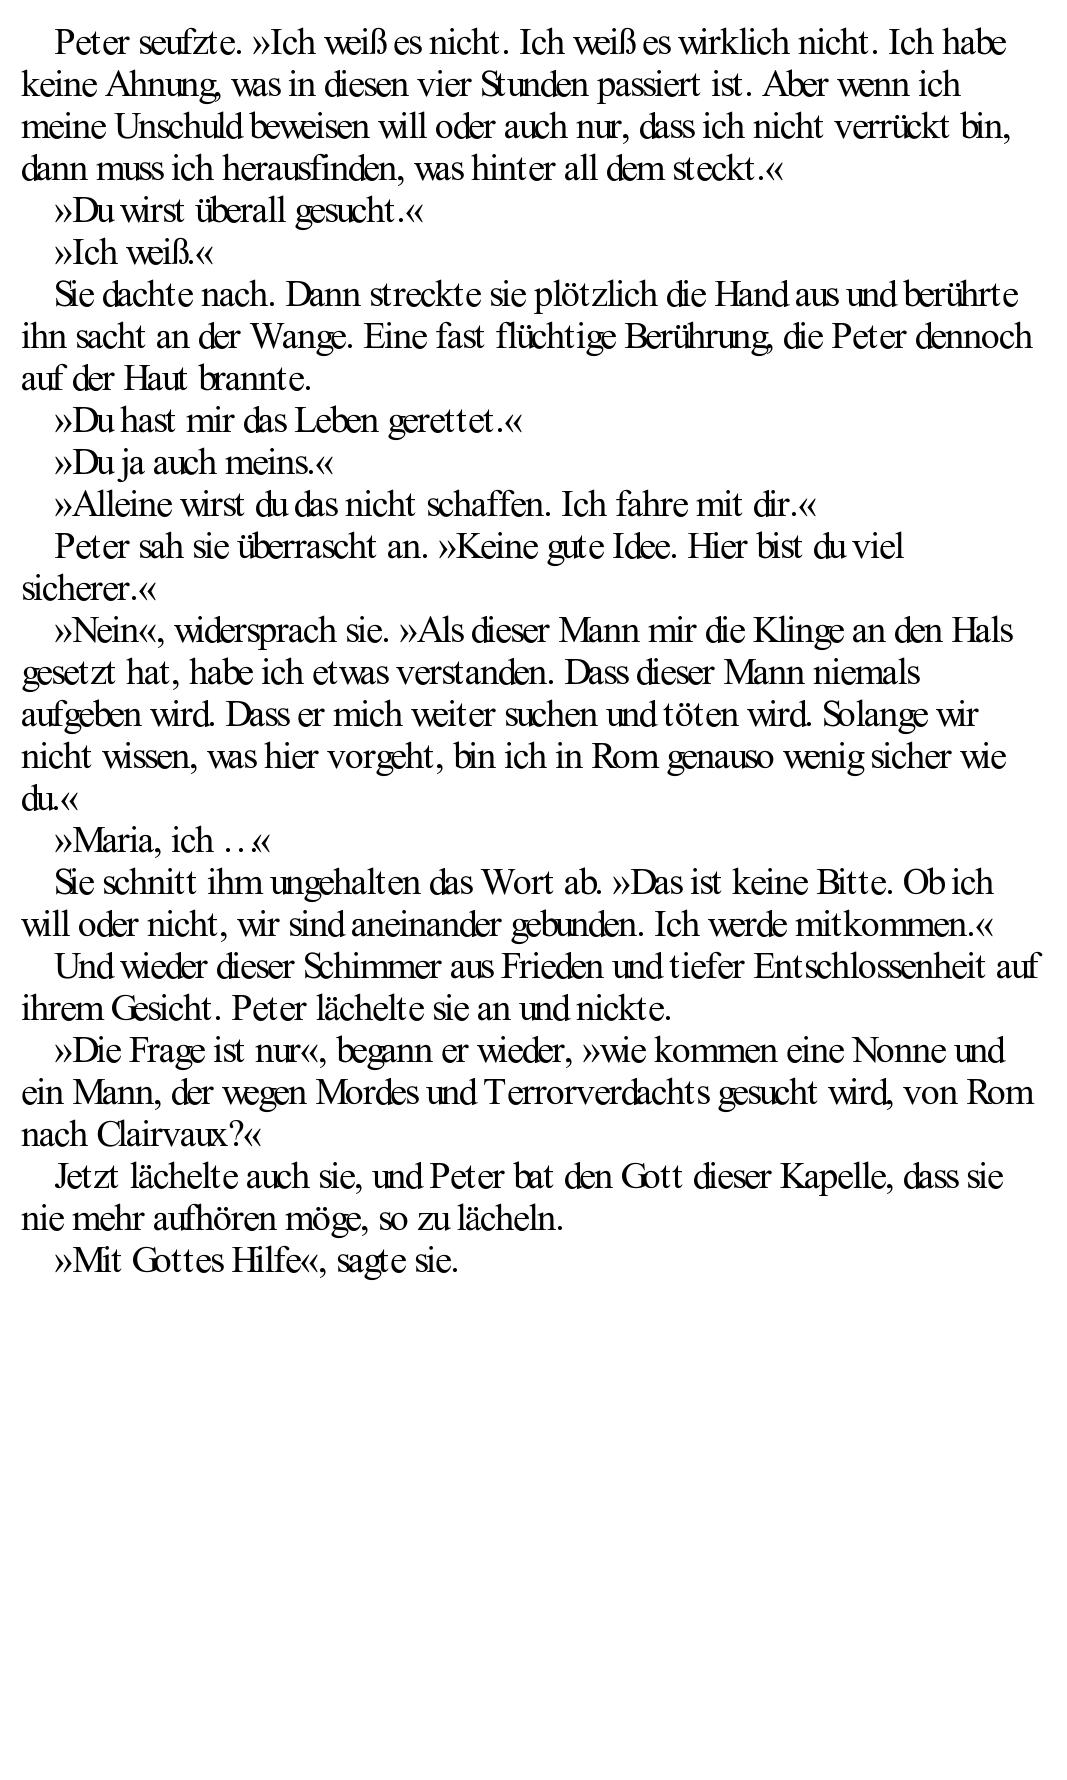 Peter seufzte. »Ich weiß es nicht. Ich weiß es wirklich nicht. Ich habe
keine Ahnung, was in diesen vier Stunden passiert ist. Aber wenn ich
meine Unschuld beweisen will oder auch nur, dass ich nicht verrückt bin,
dann muss ich herausfinden, was hinter all dem steckt.«
»Du wirst überall gesucht.«
»Ich weiß.«
Sie dachte nach. Dann streckte sie plötzlich die Hand aus und berührte
ihn sacht an der Wange. Eine fast flüchtige Berührung, die Peter dennoch
auf der Haut brannte.
»Du hast mir das Leben gerettet.«
»Du ja auch meins.«
»Alleine wirst du das nicht schaffen. Ich fahre mit dir.«
Peter sah sie überrascht an. »Keine gute Idee. Hier bist du viel
sicherer.«
»Nein«, widersprach sie. »Als dieser Mann mir die Klinge an den Hals
gesetzt hat, habe ich etwas verstanden. Dass dieser Mann niemals
aufgeben wird. Dass er mich weiter suchen und töten wird. Solange wir
nicht wissen, was hier vorgeht, bin ich in Rom genauso wenig sicher wie
du.«
»Maria, ich …«
Sie schnitt ihm ungehalten das Wort ab. »Das ist keine Bitte. Ob ich
will oder nicht, wir sind aneinander gebunden. Ich werde mitkommen.«
Und wieder dieser Schimmer aus Frieden und tiefer Entschlossenheit auf
ihrem Gesicht. Peter lächelte sie an und nickte.
»Die Frage ist nur«, begann er wieder, »wie kommen eine Nonne und
ein Mann, der wegen Mordes und Terrorverdachts gesucht wird, von Rom
nach Clairvaux?«
Jetzt lächelte auch sie, und Peter bat den Gott dieser Kapelle, dass sie
nie mehr aufhören möge, so zu lächeln.
»Mit Gottes Hilfe«, sagte sie.